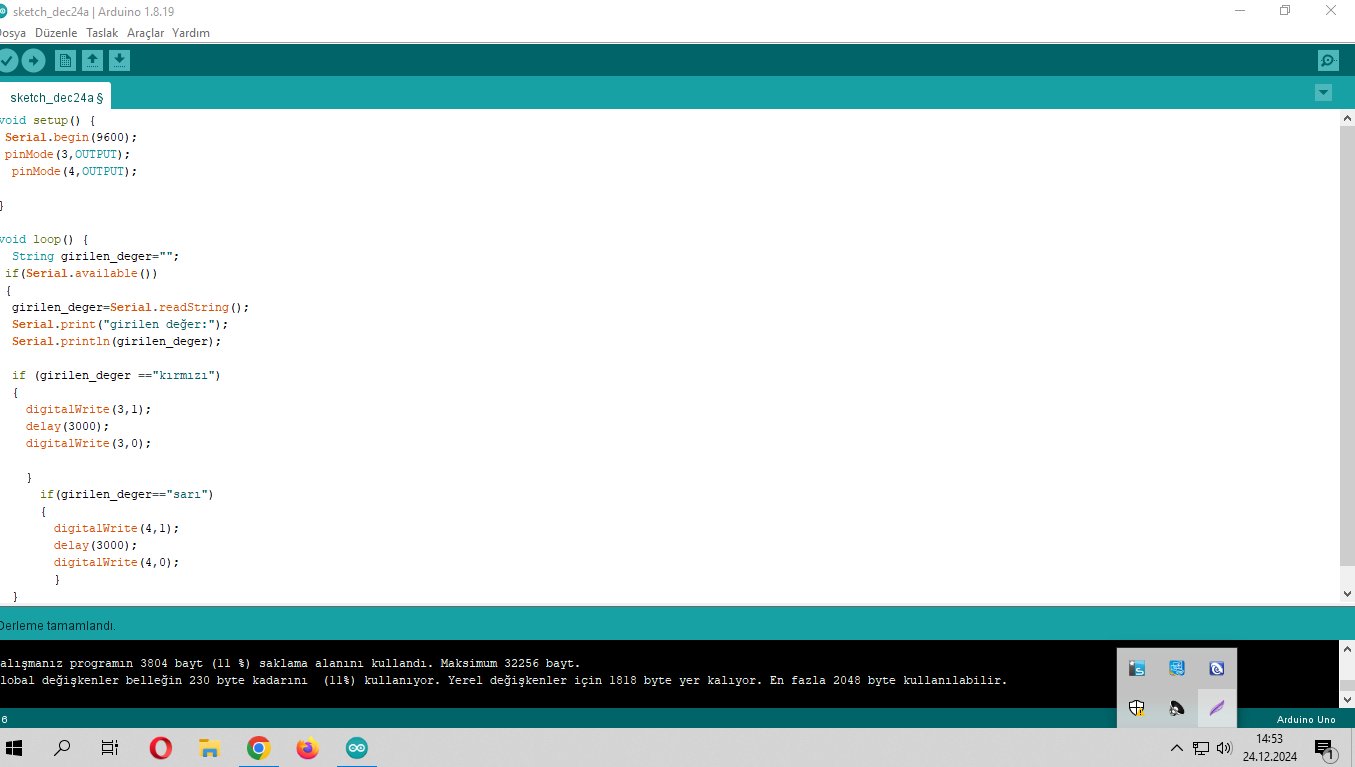 sketch_dec24a | Arduino 1.8.19
Dosya Düzenle Taslak Araçlar Yardım
sketch_dec24a §
void setup() {
Serial.begin(9600);
pinMode(3,OUTPUT);
pinMode(4,OUTPUT);
}
void loop() {
String girilen_deger="";
if(Serial.available())
{
girilen_deger=Serial.readString();
Serial.print("girilen değer:");
Serial.println(girilen_deger);
if (girilen_deger =="kırmızı")
{
digitalWrite(3,1);
delay(3000);
digitalWrite(3,0);
}
if(girilen_deger=="sarı")
{
digitalWrite(4,1);
delay(3000);
digitalWrite(4,0);
}
}
Derleme tamamlandı.
alışmanız programın 3804 bayt (11 %) saklama alanını kullandı. Maksimum 32256 bayt.
lobal değişkenler belleğin 230 byte kadarını (11%) kullanıyor. Yerel değişkenler için 1818 byte yer kalıyor. En fazla 2048 byte kullanılabilir.
6
Arduino Uno
14:53
24.12.2024
1